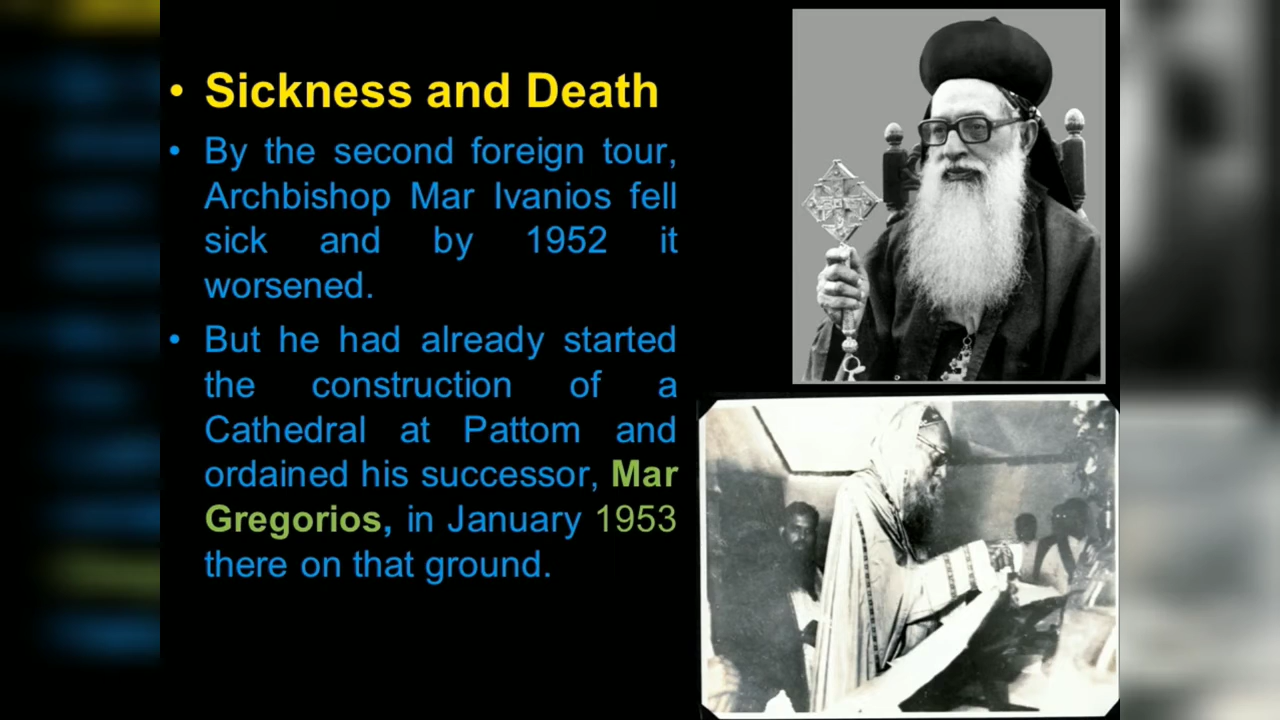 • Sickness and Death
• By the second foreign tour,
Archbishop Mar Ivanios fell
sick and by 1952 it
worsened.
• But he had already started
the construction of a
Cathedral at Pattom and
ordained his successor, Mar
Gregorios, in January 1953
there on that ground.